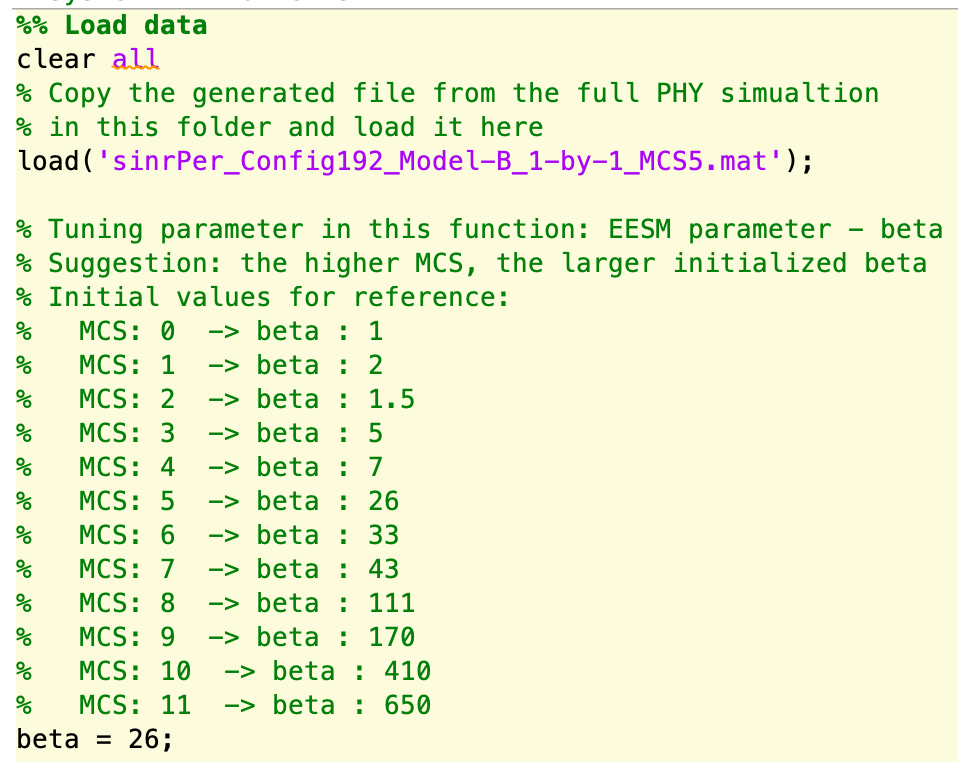 %% Load data
clear all
% Copy the generated file from the full PHY simualtion
% in this folder and load it here
load('sinrPer_Config192_Model-B_1-by-1_MCS5.mat');
% Tuning parameter in this function: EESM parameter - beta
% Suggestion: the higher MCS, the larger initialized beta
% Initial values for reference:
%   MCS: 0  -> beta : 1
%   MCS: 1  -> beta : 2
%   MCS: 2  -> beta : 1.5
%   MCS: 3  -> beta : 5
%   MCS: 4  -> beta : 7
%   MCS: 5  -> beta : 26
%   MCS: 6  -> beta : 33
%   MCS: 7  -> beta : 43
%   MCS: 8  -> beta : 111
%   MCS: 9  -> beta : 170
%   MCS: 10  -> beta : 410
%   MCS: 11  -> beta : 650
beta = 26;